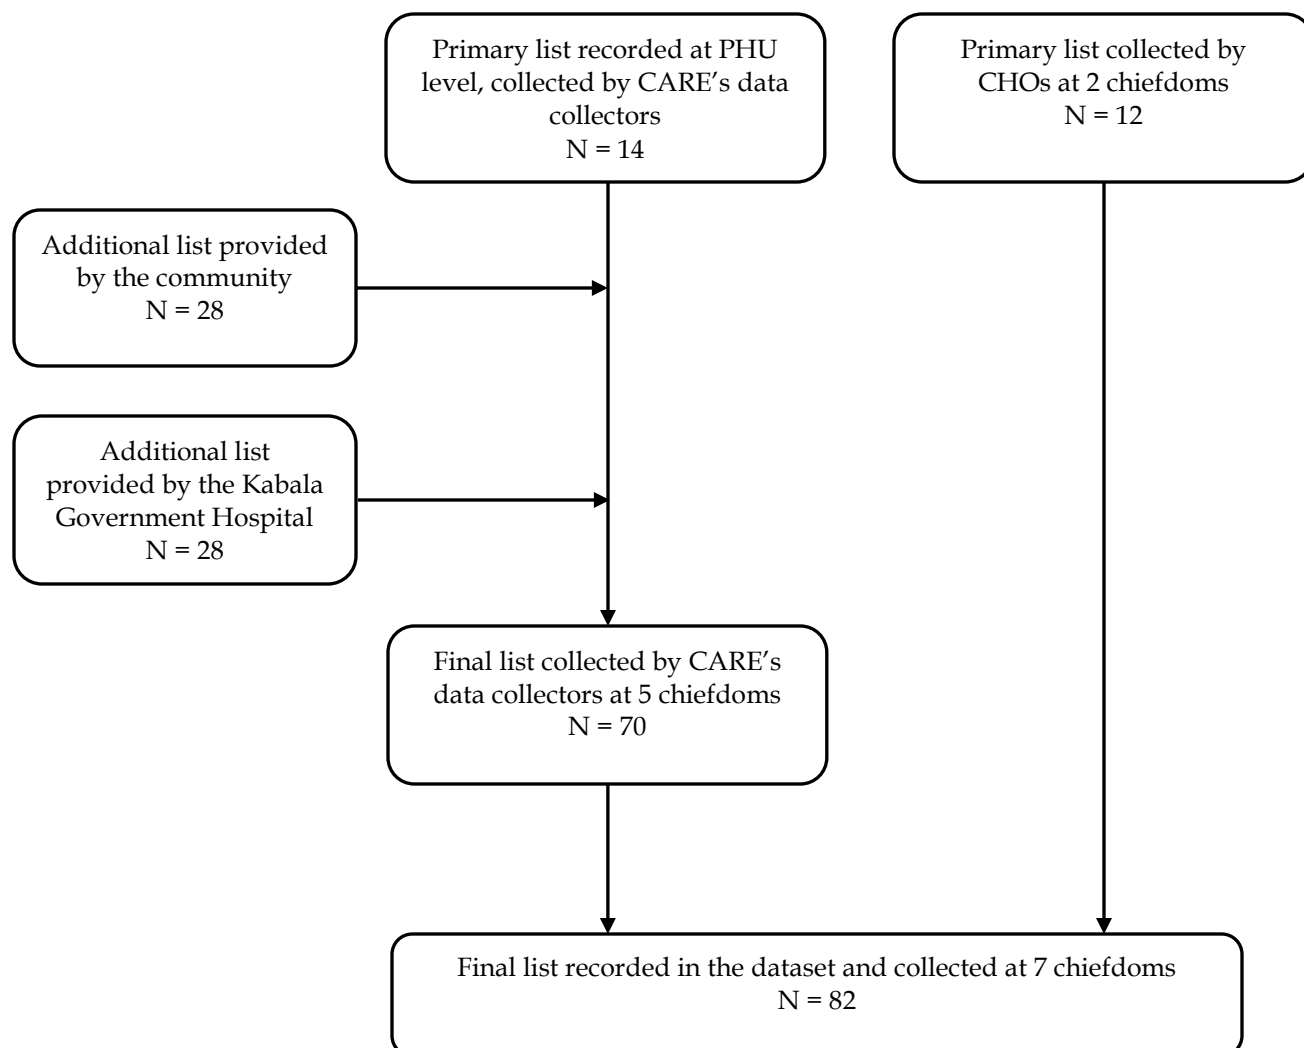 Primary list recorded at PHU
level, collected by CARE’s data
collectors
N = 14
Primary list collected by
CHOs at 2 chiefdoms
N = 12
Additional list provided
by the community
N = 28
Additional list
provided by the Kabala
Government Hospital
N = 28
Final list collected by CARE’s
data collectors at 5 chiefdoms
N = 70
Final list recorded in the dataset and collected at 7 chiefdoms
N = 82